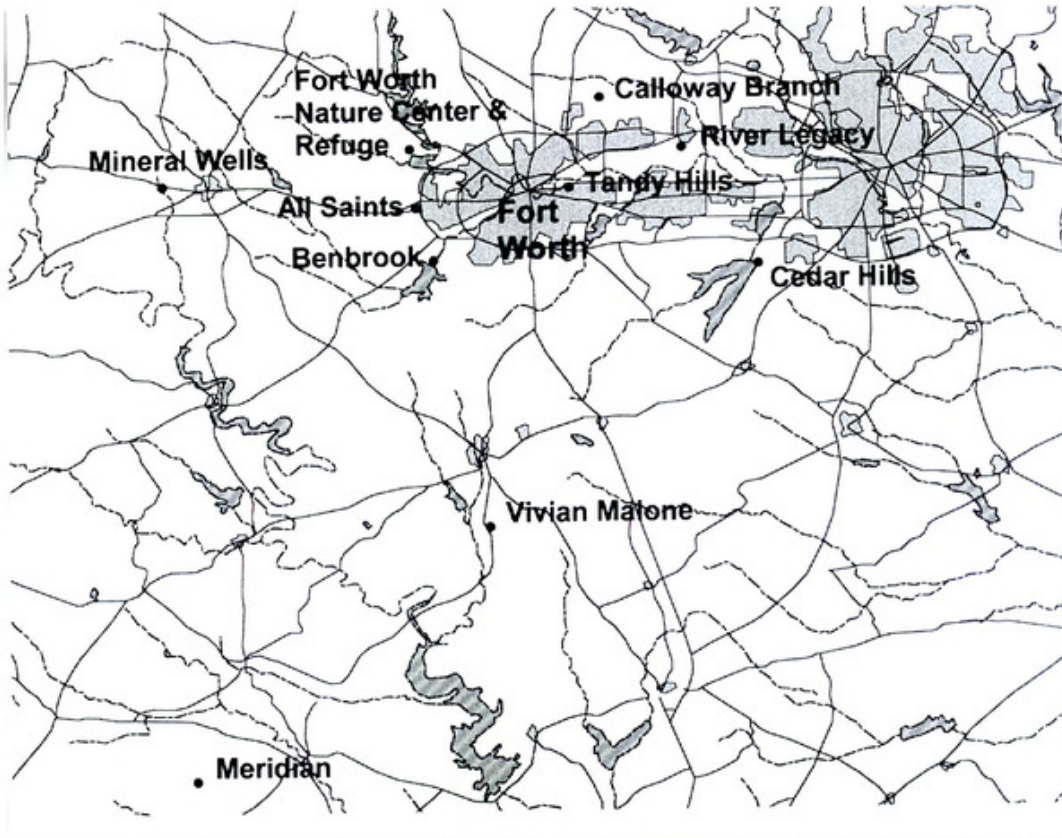 Fort Worth
Nature Center &
Refuge
Calloway Branch
River Legacy
Mineral Wells
Tandy Hills
All Saints
Fort
Worth
Benbrook
Cedar Hills
Vivian Malone
Meridian